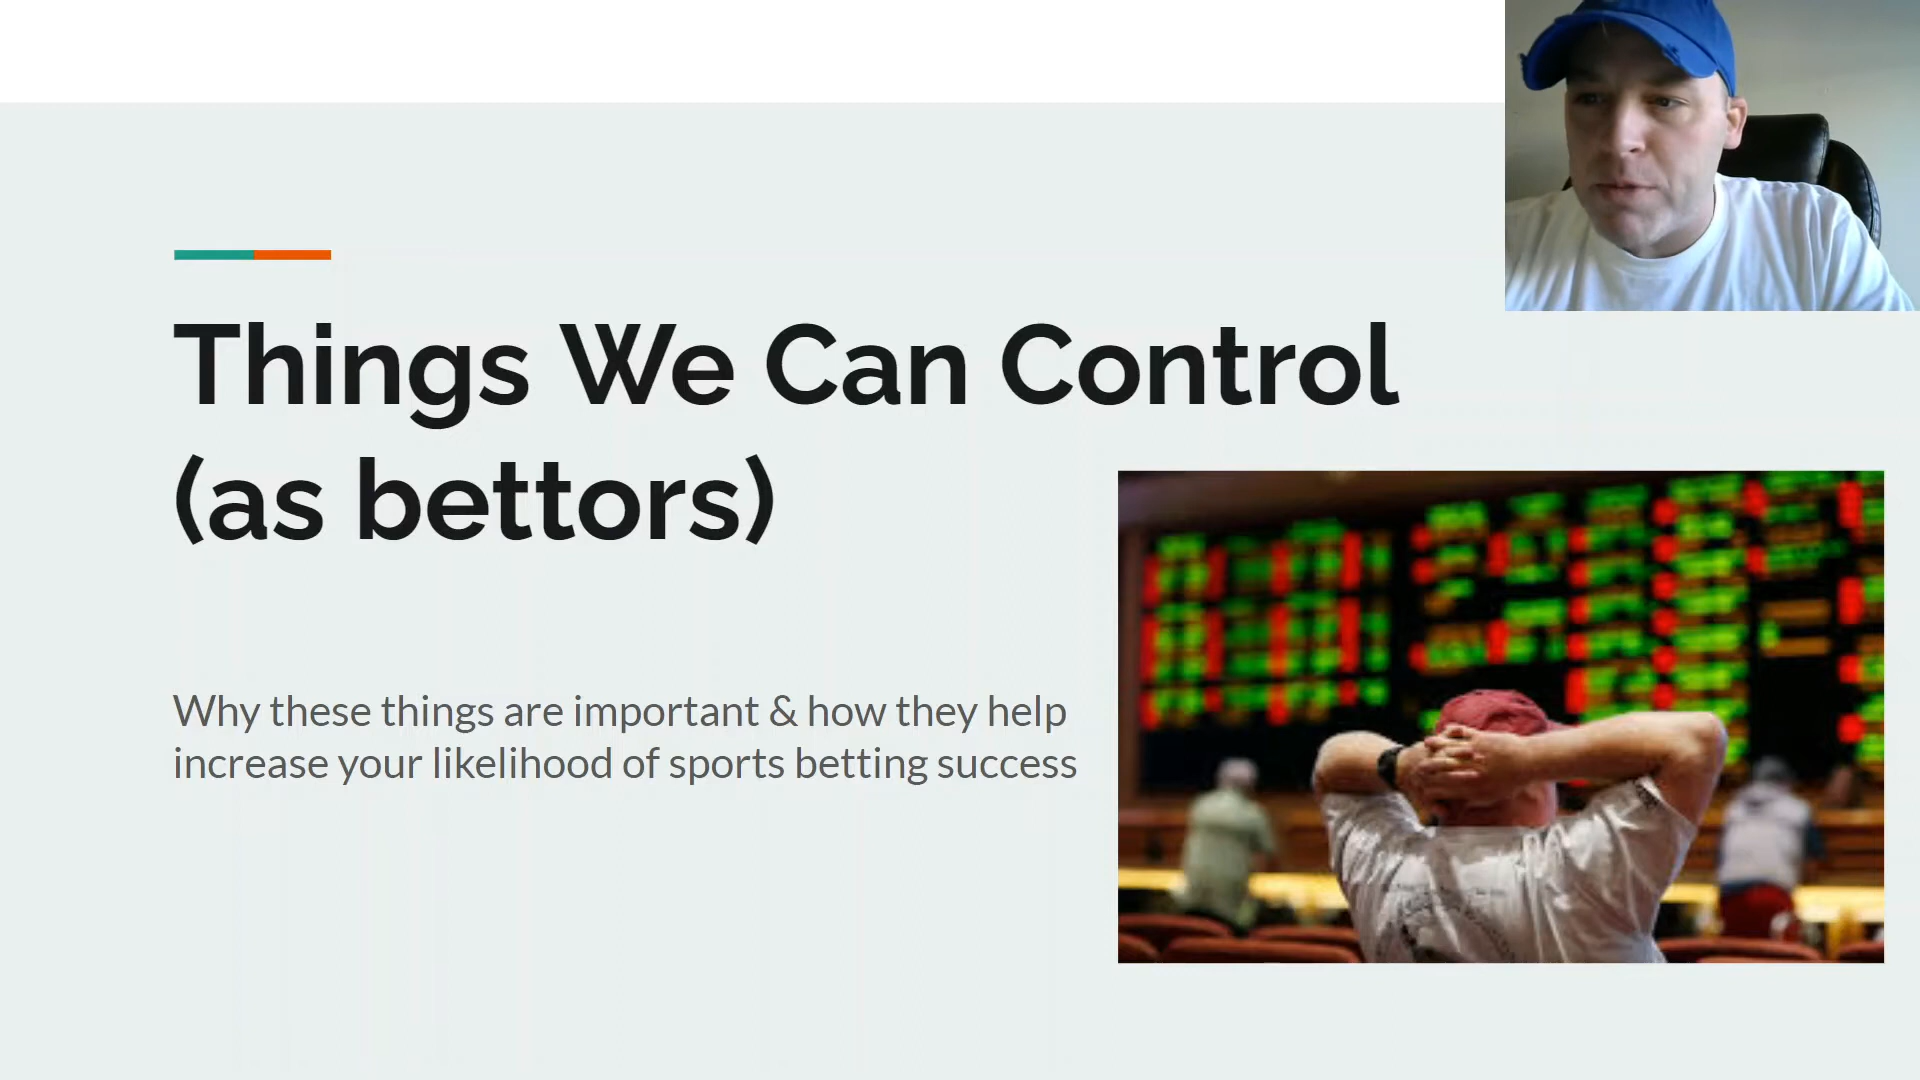 Things We Can Control
(as bettors)
Why these things are important & how they help
increase your likelihood of sports betting success